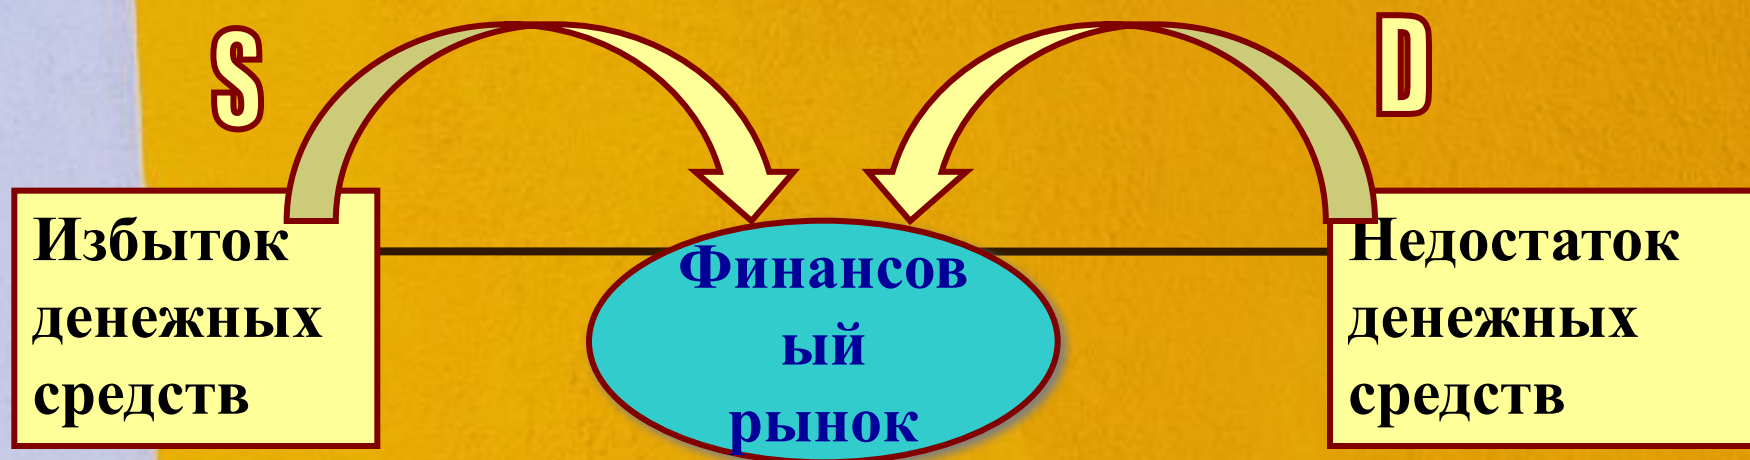 S
D
Избыток
денежных
средств
Финансов
ый
рынок
Недостаток
денежных
средств